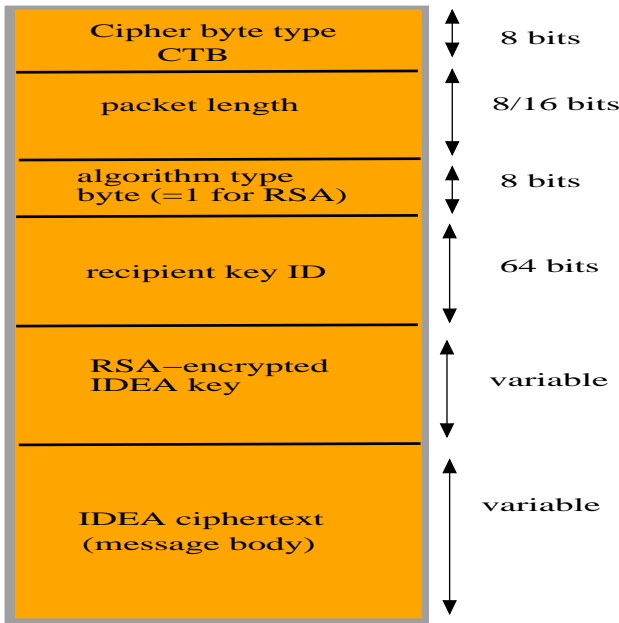 Cipher byte type
CTB
8 bits
packet length
8/16 bits
algorithm type
byte (=1 for RSA)
8 bits
recipient key ID
64 bits
RSA−encrypted
IDEA key
variable
IDEA ciphertext
(message body)
variable